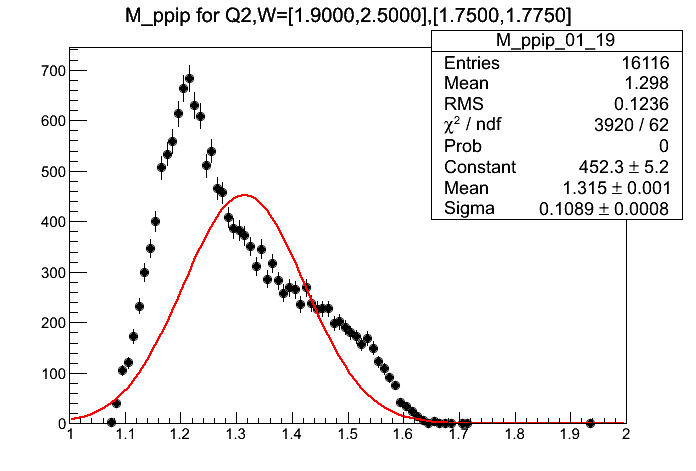 M_ppip for Q2,W=[1.9000,2.5000],[1.7500,1.7750]
M_ppip_01_19
Entries 16116
Mean 1.298
RMS 0.1236
χ² / ndf 3920 / 62
Prob 0
Constant 452.3 ± 5.2
Mean 1.315 ± 0.001
Sigma 0.1089 ± 0.0008
700
600
500
400
300
200
100
0
1 1.1 1.2 1.3 1.4 1.5 1.6 1.7 1.8 1.9 2